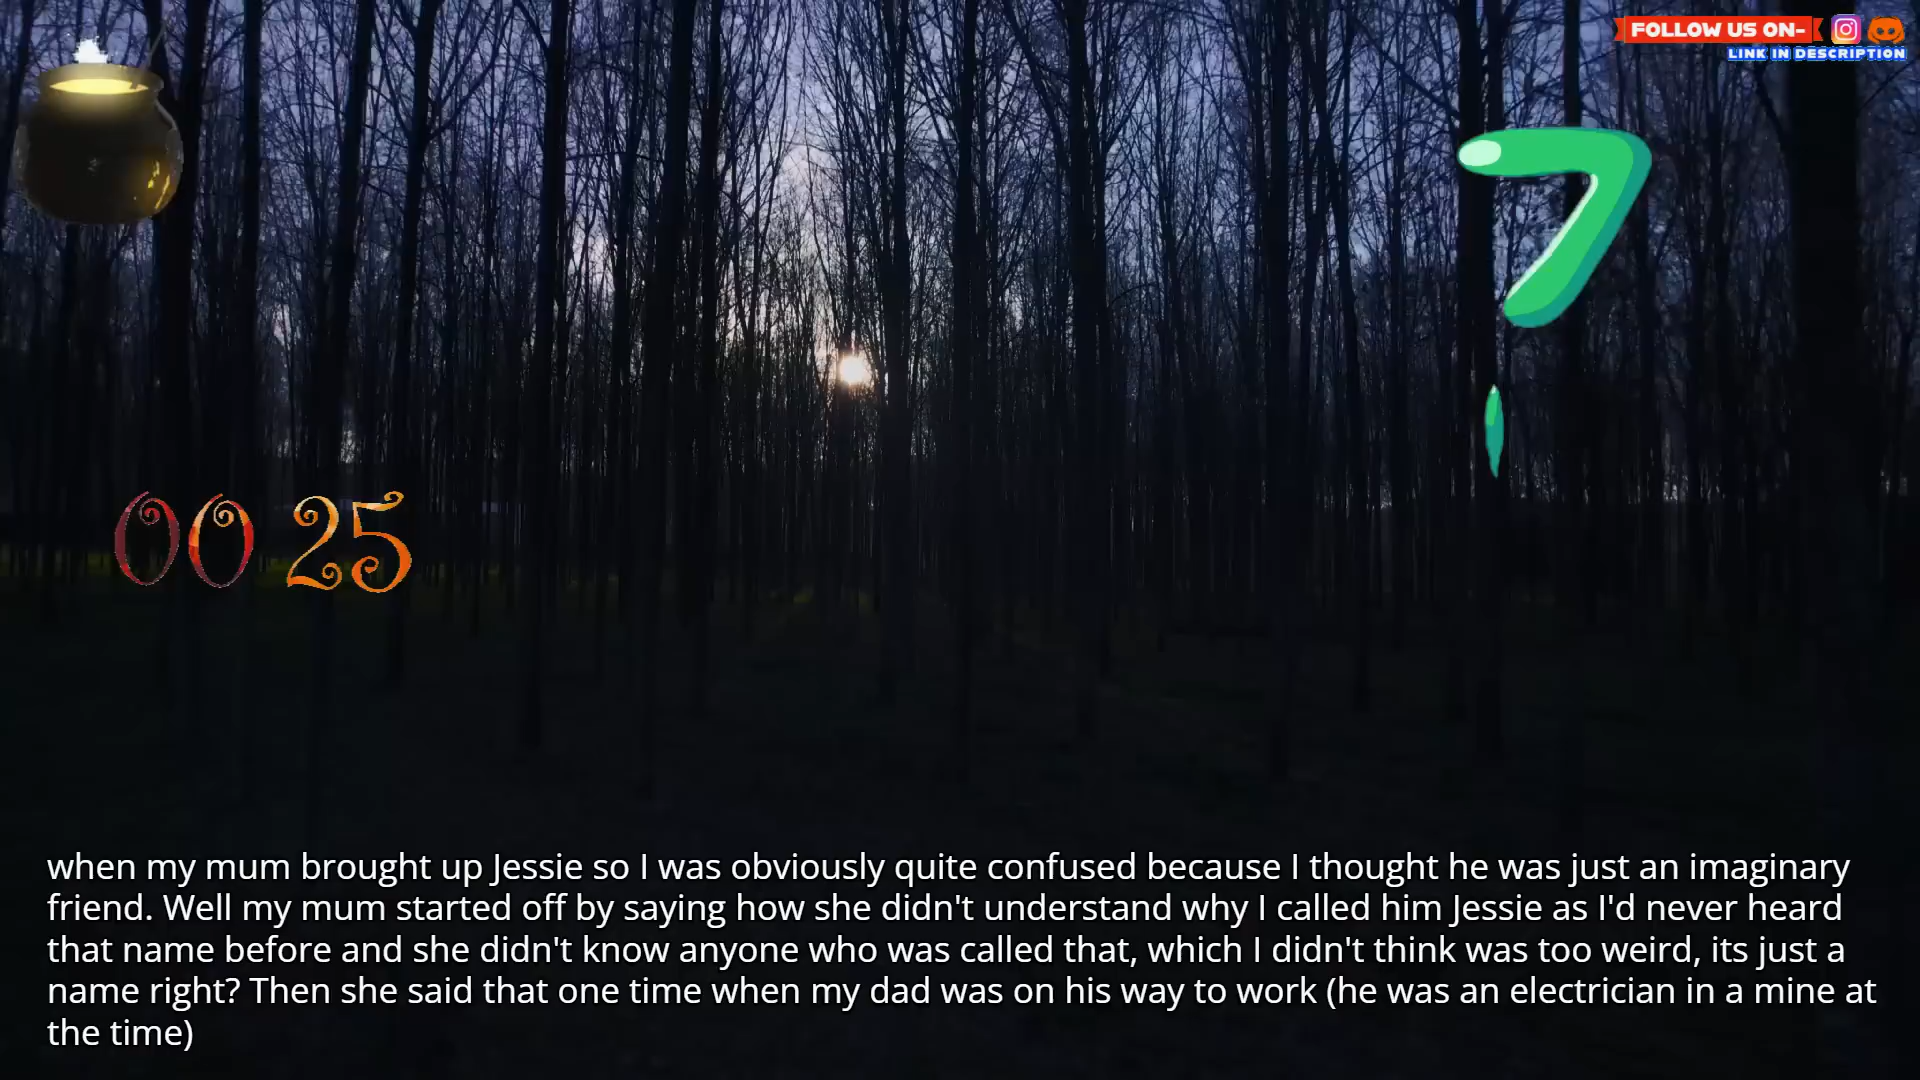 FOLLOW US ON-
LINK IN DESCRIPTION
7
00 25
when my mum brought up Jessie so I was obviously quite confused because I thought he was just an imaginary
friend. Well my mum started off by saying how she didn't understand why I called him Jessie as I'd never heard
that name before and she didn't know anyone who was called that, which I didn't think was too weird, its just a
name right? Then she said that one time when my dad was on his way to work (he was an electrician in a mine at
the time)